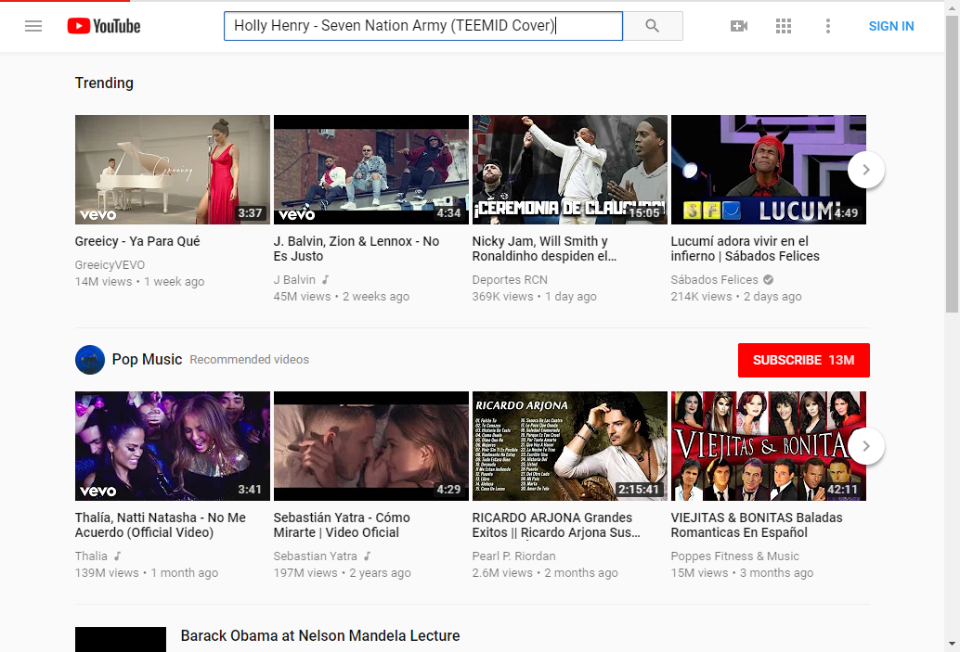 YouTube
Holly Henry - Seven Nation Army (TEEMID Cover)
SIGN IN
Trending
Greeicy
vevo
3:37
vevo
4:34
¡CEREMONIA DE CLAUSURA!
15:05
SFJ LUCUMí
4:49
Greeicy - Ya Para Qué
GreeicyVEVO
14M views • 1 week ago
J. Balvin, Zion & Lennox - No
Es Justo
J Balvin
45M views • 2 weeks ago
Nicky Jam, Will Smith y
Ronaldinho despiden el...
Deportes RCN
369K views • 1 day ago
Lucumí adora vivir en el
infierno | Sábados Felices
Sábados Felices
214K views • 2 days ago
Pop Music Recommended videos
SUBSCRIBE 13M
vevo
3:41
4:29
RICARDO ARJONA
2:15:41
VIEJITAS & BONITA
42:11
Thalía, Natti Natasha - No Me
Acuerdo (Official Video)
Thalia
139M views • 1 month ago
Sebastián Yatra - Cómo
Mirarte | Video Oficial
Sebastian Yatra
197M views • 2 years ago
RICARDO ARJONA Grandes
Exitos || Ricardo Arjona Sus...
Pearl P. Riordan
2.6M views • 2 months ago
VIEJITAS & BONITAS Baladas
Romanticas En Español
Poppes Fitness & Music
15M views • 3 months ago
Barack Obama at Nelson Mandela Lecture